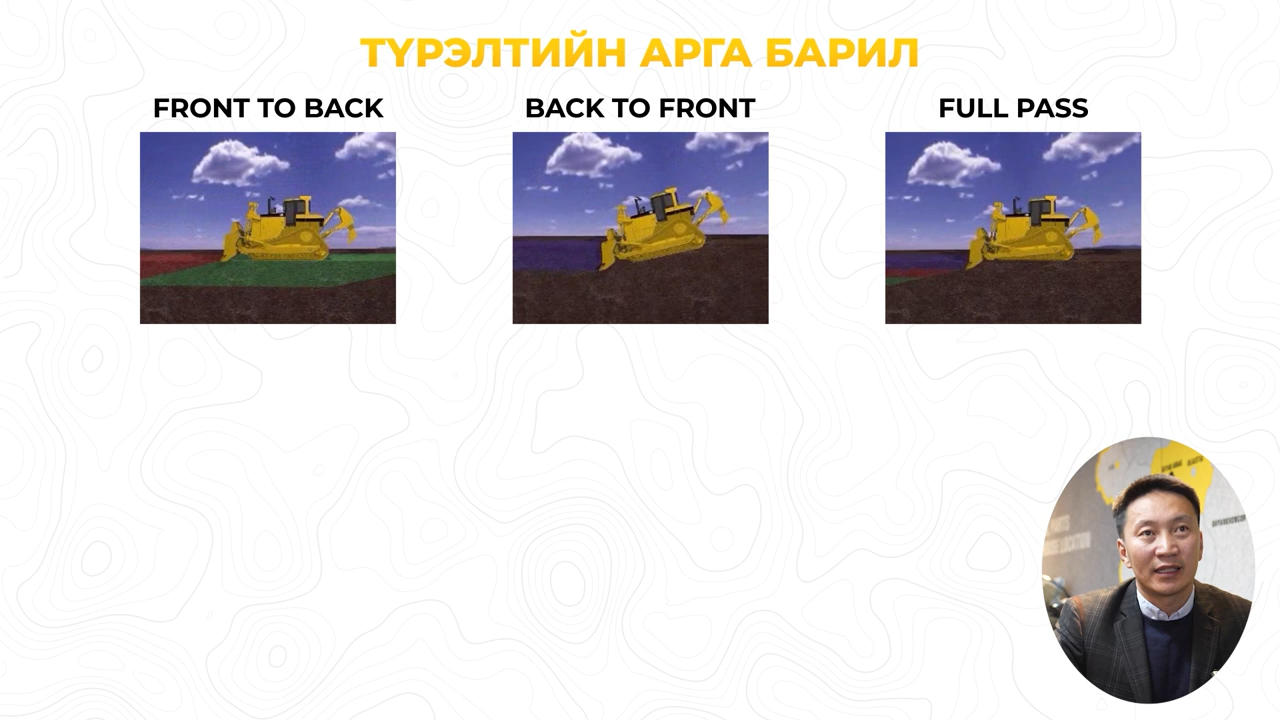 ТҮРЭЛТИЙН АРГА БАРИЛ
FRONT TO BACK
BACK TO FRONT
FULL PASS